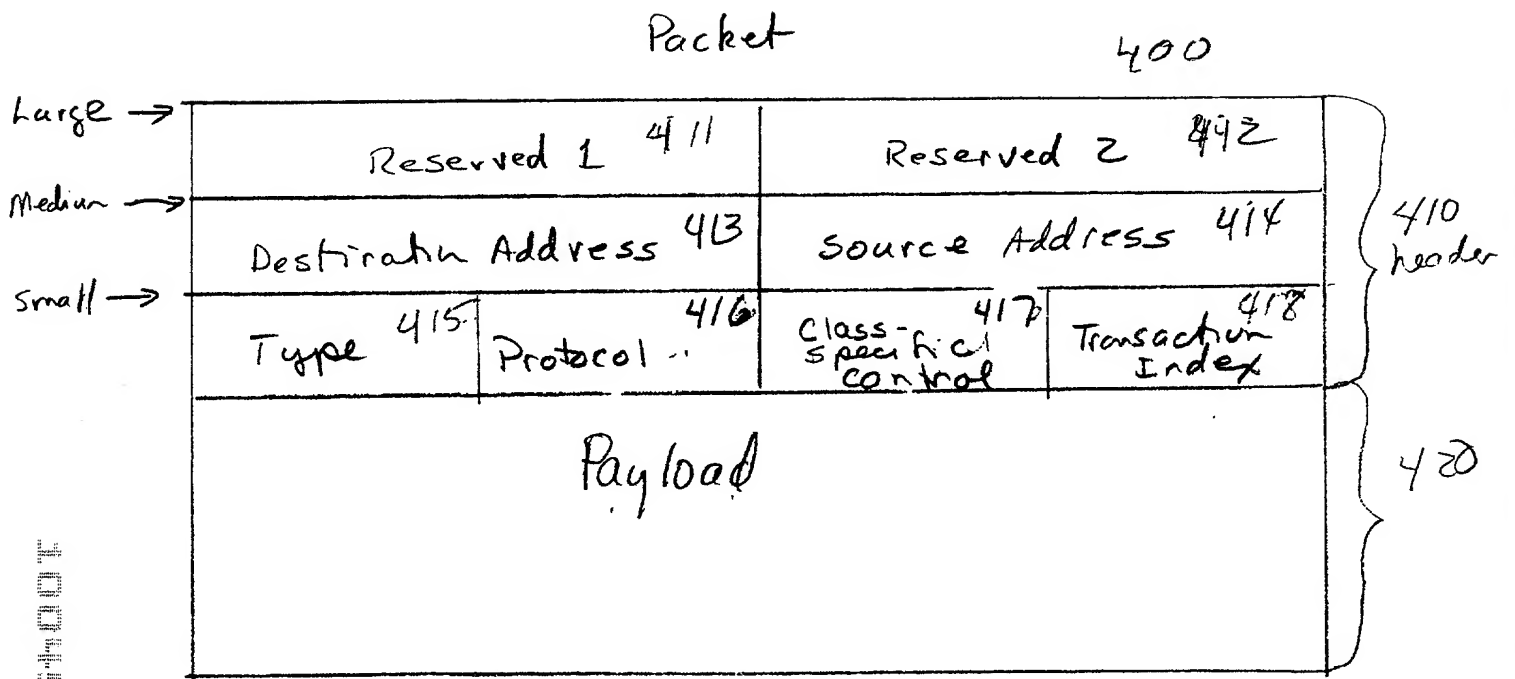 Packet 400
Large →
Reserved 1 411 Reserved 2 412
Medium →
Destination Address 413 Source Address 414
410
header
Small →
Type 415 Protocol 416 Class-specific control 417 Transaction Index 418
Payload
420